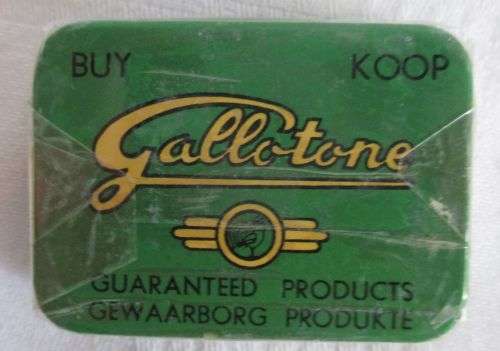 BUY KOOP
Gallotone
GUARANTEED PRODUCTS
GEWAARBORG PRODUKTE